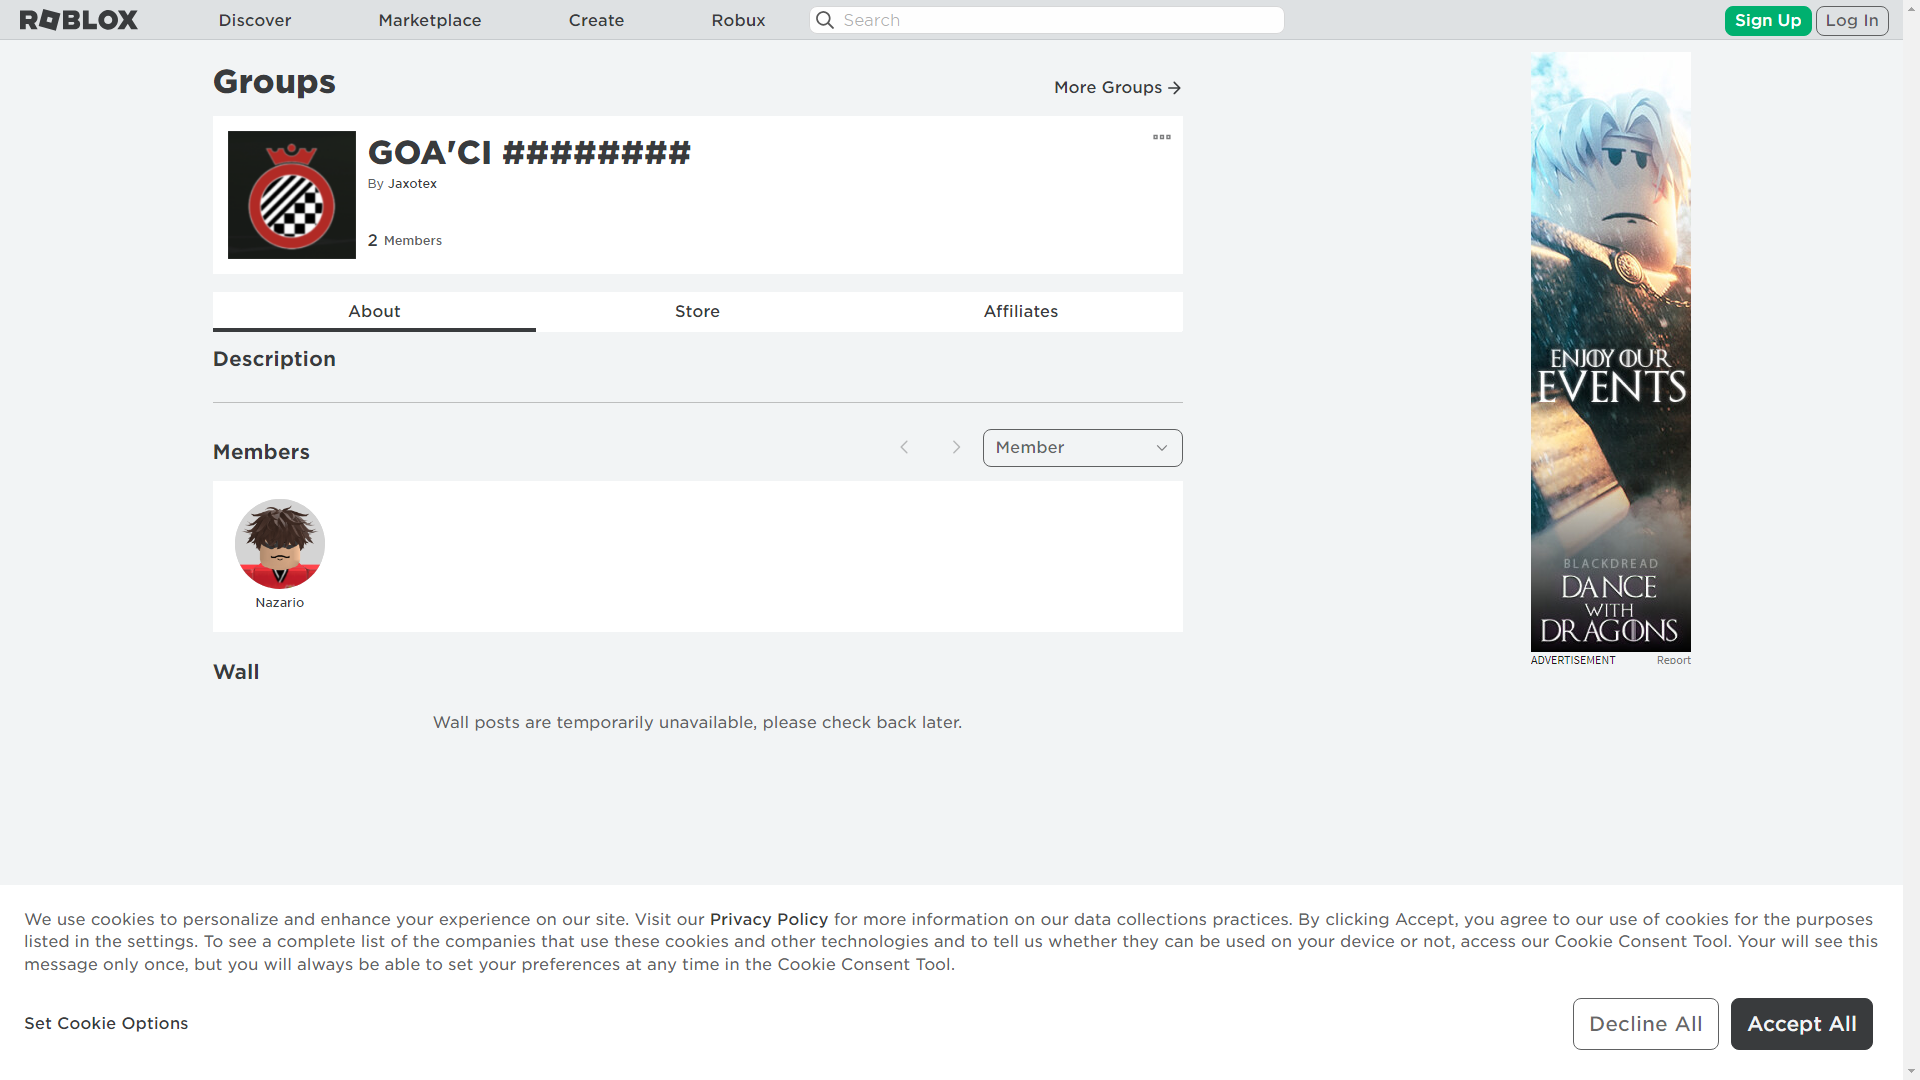 ROBLOX
Discover
Marketplace
Create
Robux
Search
Sign Up
Log In
Groups
More Groups
GOA'CI ########
By Jaxotex
2 Members
About
Store
Affiliates
Description
Members
Member
Nazario
Wall
Wall posts are temporarily unavailable, please check back later.
ENJOY OUR
EVENTS
BLACKDREAD
DANCE
WITH
DRAGONS
ADVERTISEMENT
Report
We use cookies to personalize and enhance your experience on our site. Visit our Privacy Policy for more information on our data collections practices. By clicking Accept, you agree to our use of cookies for the purposes
listed in the settings. To see a complete list of the companies that use these cookies and other technologies and to tell us whether they can be used on your device or not, access our Cookie Consent Tool. Your will see this
message only once, but you will always be able to set your preferences at any time in the Cookie Consent Tool.
Set Cookie Options
Decline All
Accept All